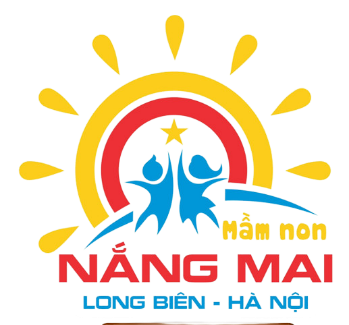 Mầm non
NẮNG MAI
LONG BIÊN - HÀ NỘI